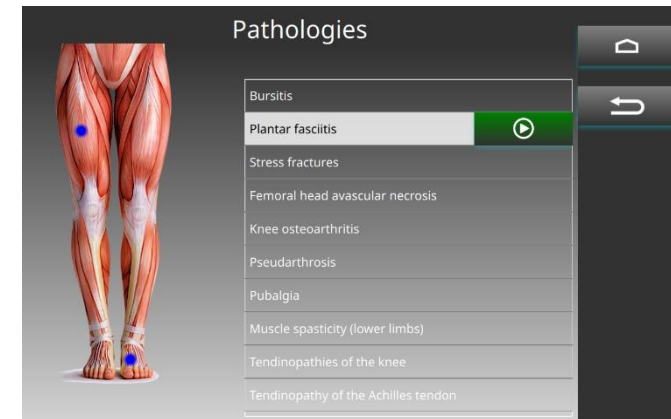 Pathologies
Bursitis
Plantar fasciitis
Stress fractures
Femoral head avascular necrosis
Knee osteoarthritis
Pseudarthrosis
Pubalgia
Muscle spasticity (lower limbs)
Tendinopathies of the knee
Tendinopathy of the Achilles tendon